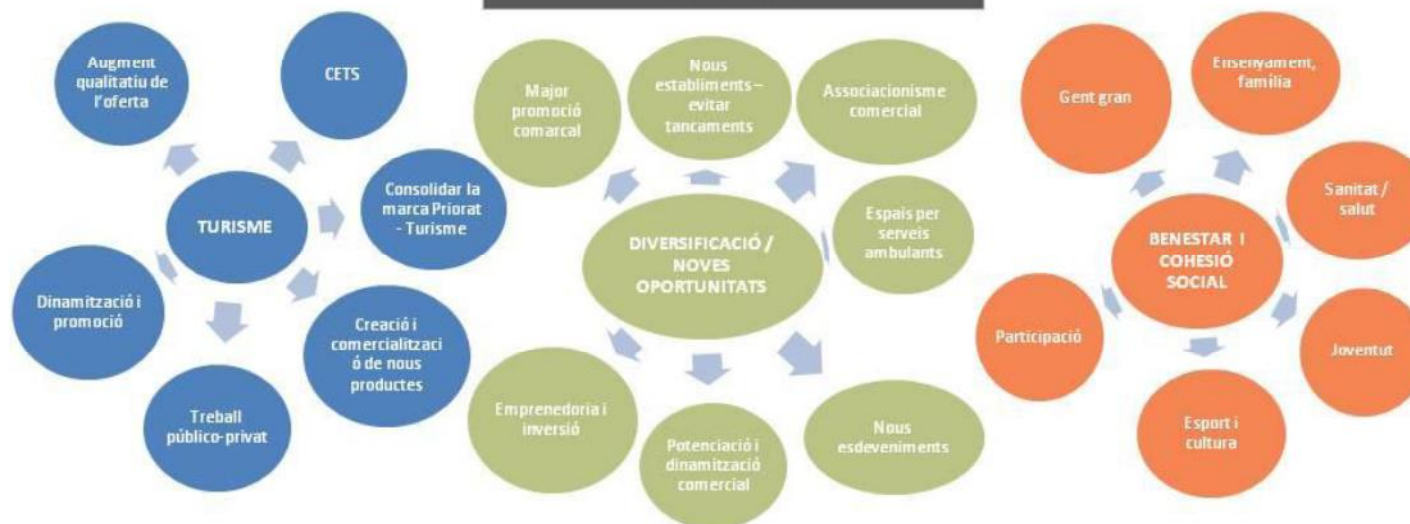 Augment
qualitatiu de
l'oferta
CETS
TURISME
Consolidar la
marca Priorat
- Turisme
Dinamització i
promoció
Creació i
comercialitzaci
ó de nous
productes
Treball
público-privat
Major
promoció
comarcal
Nous
establiments –
evitar
tancaments
Associacionisme
comercial
DIVERSIFICACIÓ /
NOVES
OPORTUNITATS
Espais per
serveis
ambulants
Emprenedoria i
inversió
Potenciació i
dinamització
comercial
Nous
esdeveniments
Gent gran
Ensenyament,
família
Sanitat /
salut
BENESTAR I
COHESIÓ
SOCIAL
Participació
Joventut
Esport i
cultura